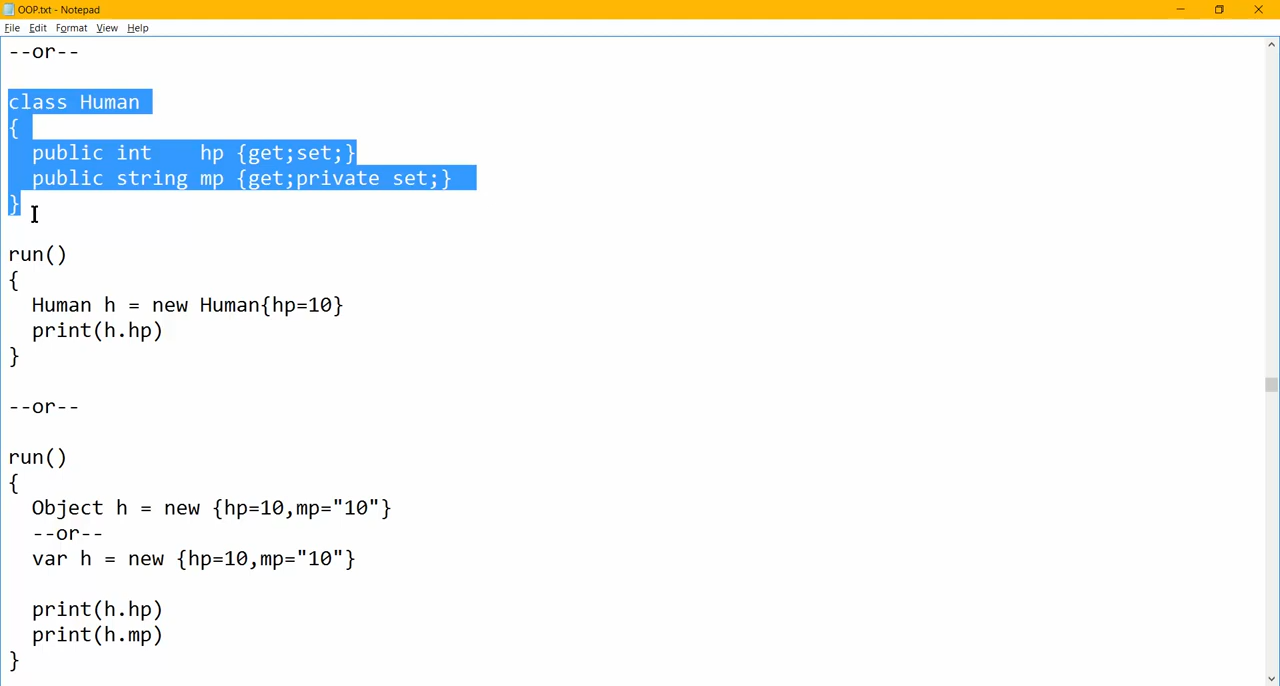 OOP.txt - Notepad
File Edit Format View Help
--or--
class Human
{
  public int    hp {get;set;}
  public string mp {get;private set;}
}
run()
{
  Human h = new Human{hp=10}
  print(h.hp)
}
--or--
run()
{
  Object h = new {hp=10,mp="10"}
  --or--
  var h = new {hp=10,mp="10"}
  print(h.hp)
  print(h.mp)
}